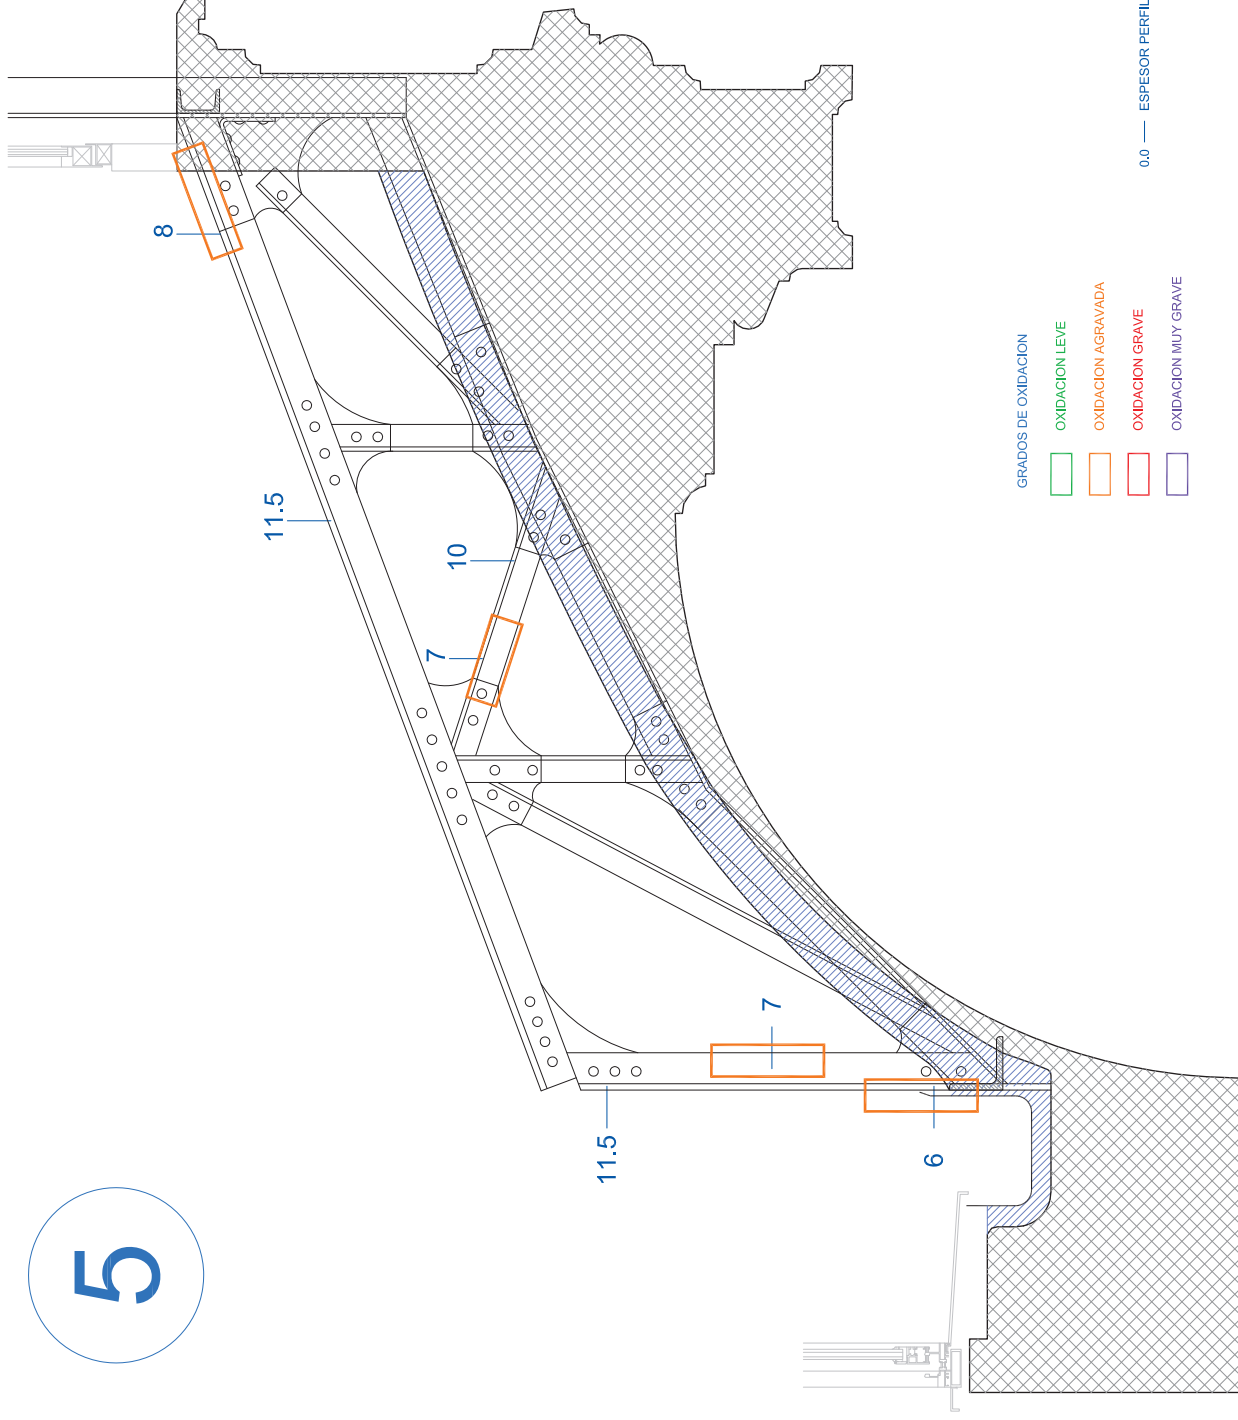 5
8
11.5
10
7
7
11.5
6
GRADOS DE OXIDACION
OXIDACION LEVE
OXIDACION AGRAVADA
OXIDACION GRAVE
OXIDACION MUY GRAVE
0.0 — ESPESOR PERFIL